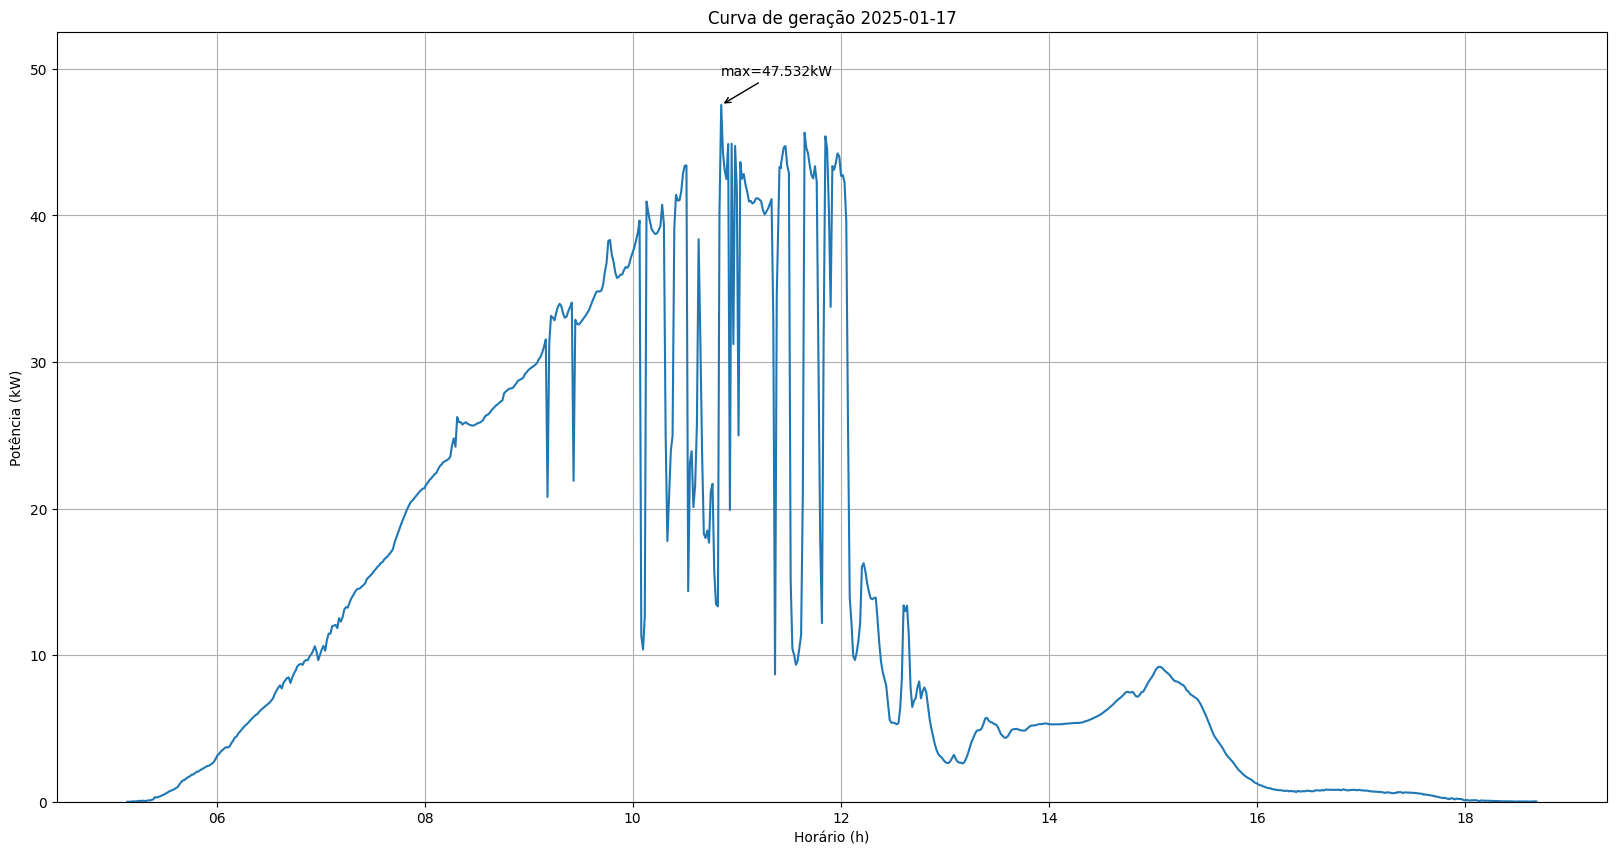 Curva de geração 2025-01-17
max=47.532kW
Potência (kW)
50
40
30
20
10
0
06 08 10 12 14 16 18
Horário (h)